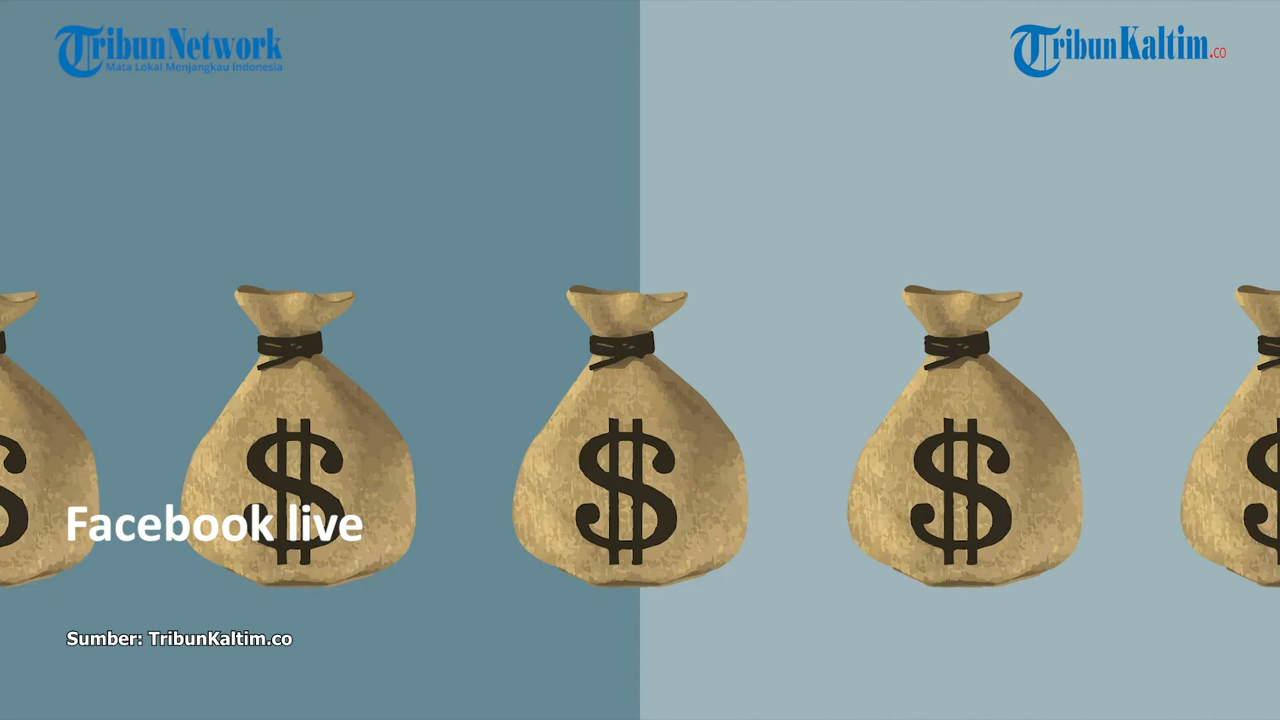 TribunNetwork
Mata Lokal Menjangkau Indonesia
TribunKaltim.co
$ $ $ $ $
Facebook live
Sumber: TribunKaltim.co